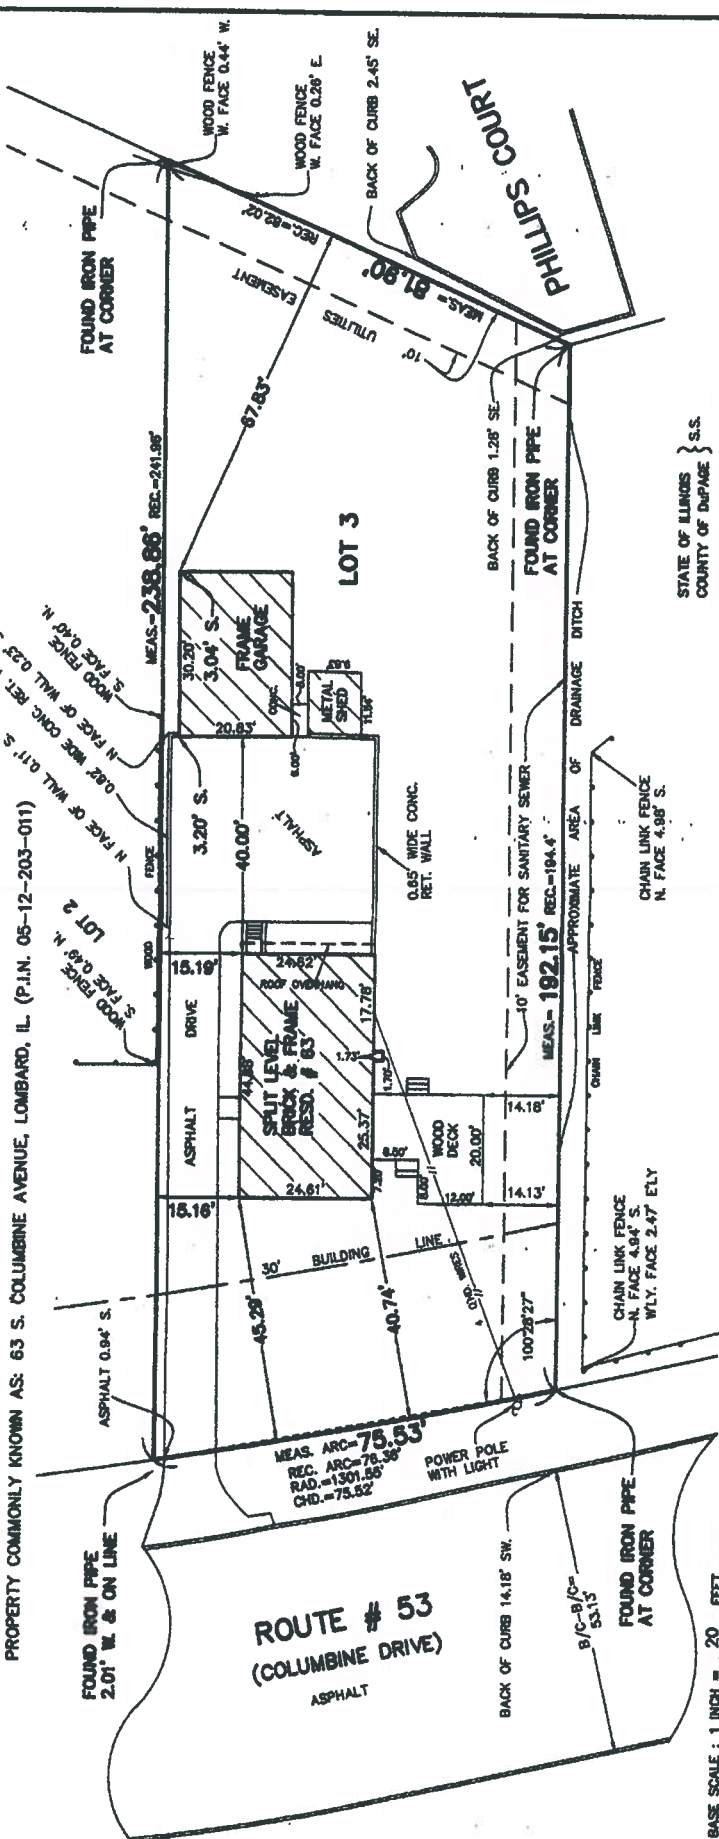 PROPERTY COMMONLY KNOWN AS: 63 S. COLUMBINE AVENUE, LOMBARD, IL. (P.I.N. 05-12-203-011)
FOUND IRON PIPE
2.01' W. & ON LINE
ASPHALT 0.94' S.
WOOD FENCE
S. FACE 0.49' N.
LOT 2
N FACE OF WALL 0.11' S.
0.82' WIDE CONC. RET.
N FACE OF WALL 0.23'
WOOD FENCE
S. FACE 0.40' N.
MEAS.=238.86' REC.=241.96'
FOUND IRON PIPE
AT CORNER
WOOD FENCE
W. FACE 0.44' W.
WOOD FENCE
W. FACE 0.26' E.
BACK OF CURB 2.45' SE.
PHILLIPS COURT
REC.=82.02'
MEAS.= 81.90'
UTILITIES
EASEMENT
10'
67.83'
LOT 3
30.20'
3.04' S.
FRAME
GARAGE
20.83'
CONC.
6.00'
METAL
SHED
3.20' S.
40.00'
ASPHALT
0.65' WIDE CONC.
RET. WALL
WOOD
FENCE
15.19'
DRIVE
ASPHALT
15.16'
24.62'
ROOF OVERHANG
SPLIT LEVEL
BRICK & FRAME
RESD. # 63
24.61'
17.78'
1.73'
1.70'
25.37'
WOOD
DECK
20.00'
12.00'
14.18'
14.13'
BUILDING
LINE
45.29'
40.74'
WIRES
100°28'27"
MEAS. ARC=75.53'
REC. ARC=76.36'
RAD.=1301.55'
CHD.=75.52'
POWER POLE
WITH LIGHT
BACK OF CURB 1.28' SE.
FOUND IRON PIPE
AT CORNER
10' EASEMENT FOR SANITARY SEWER
MEAS.= 192.15' REC.=194.4'
APPROXIMATE AREA OF DRAINAGE DITCH
CHAIN LINK FENCE
CHAIN LINK FENCE
N. FACE 4.98' S.
CHAIN LINK FENCE
N. FACE 4.94' S.
W'LY. FACE 2.47' E'LY
STATE OF ILLINOIS } S.S.
COUNTY OF DuPAGE
ROUTE # 53
(COLUMBINE DRIVE)
ASPHALT
BACK OF CURB 14.18' SW.
B/C-B/C=
53.13'
FOUND IRON PIPE
AT CORNER
BASE SCALE : 1 INCH = 20 FEET